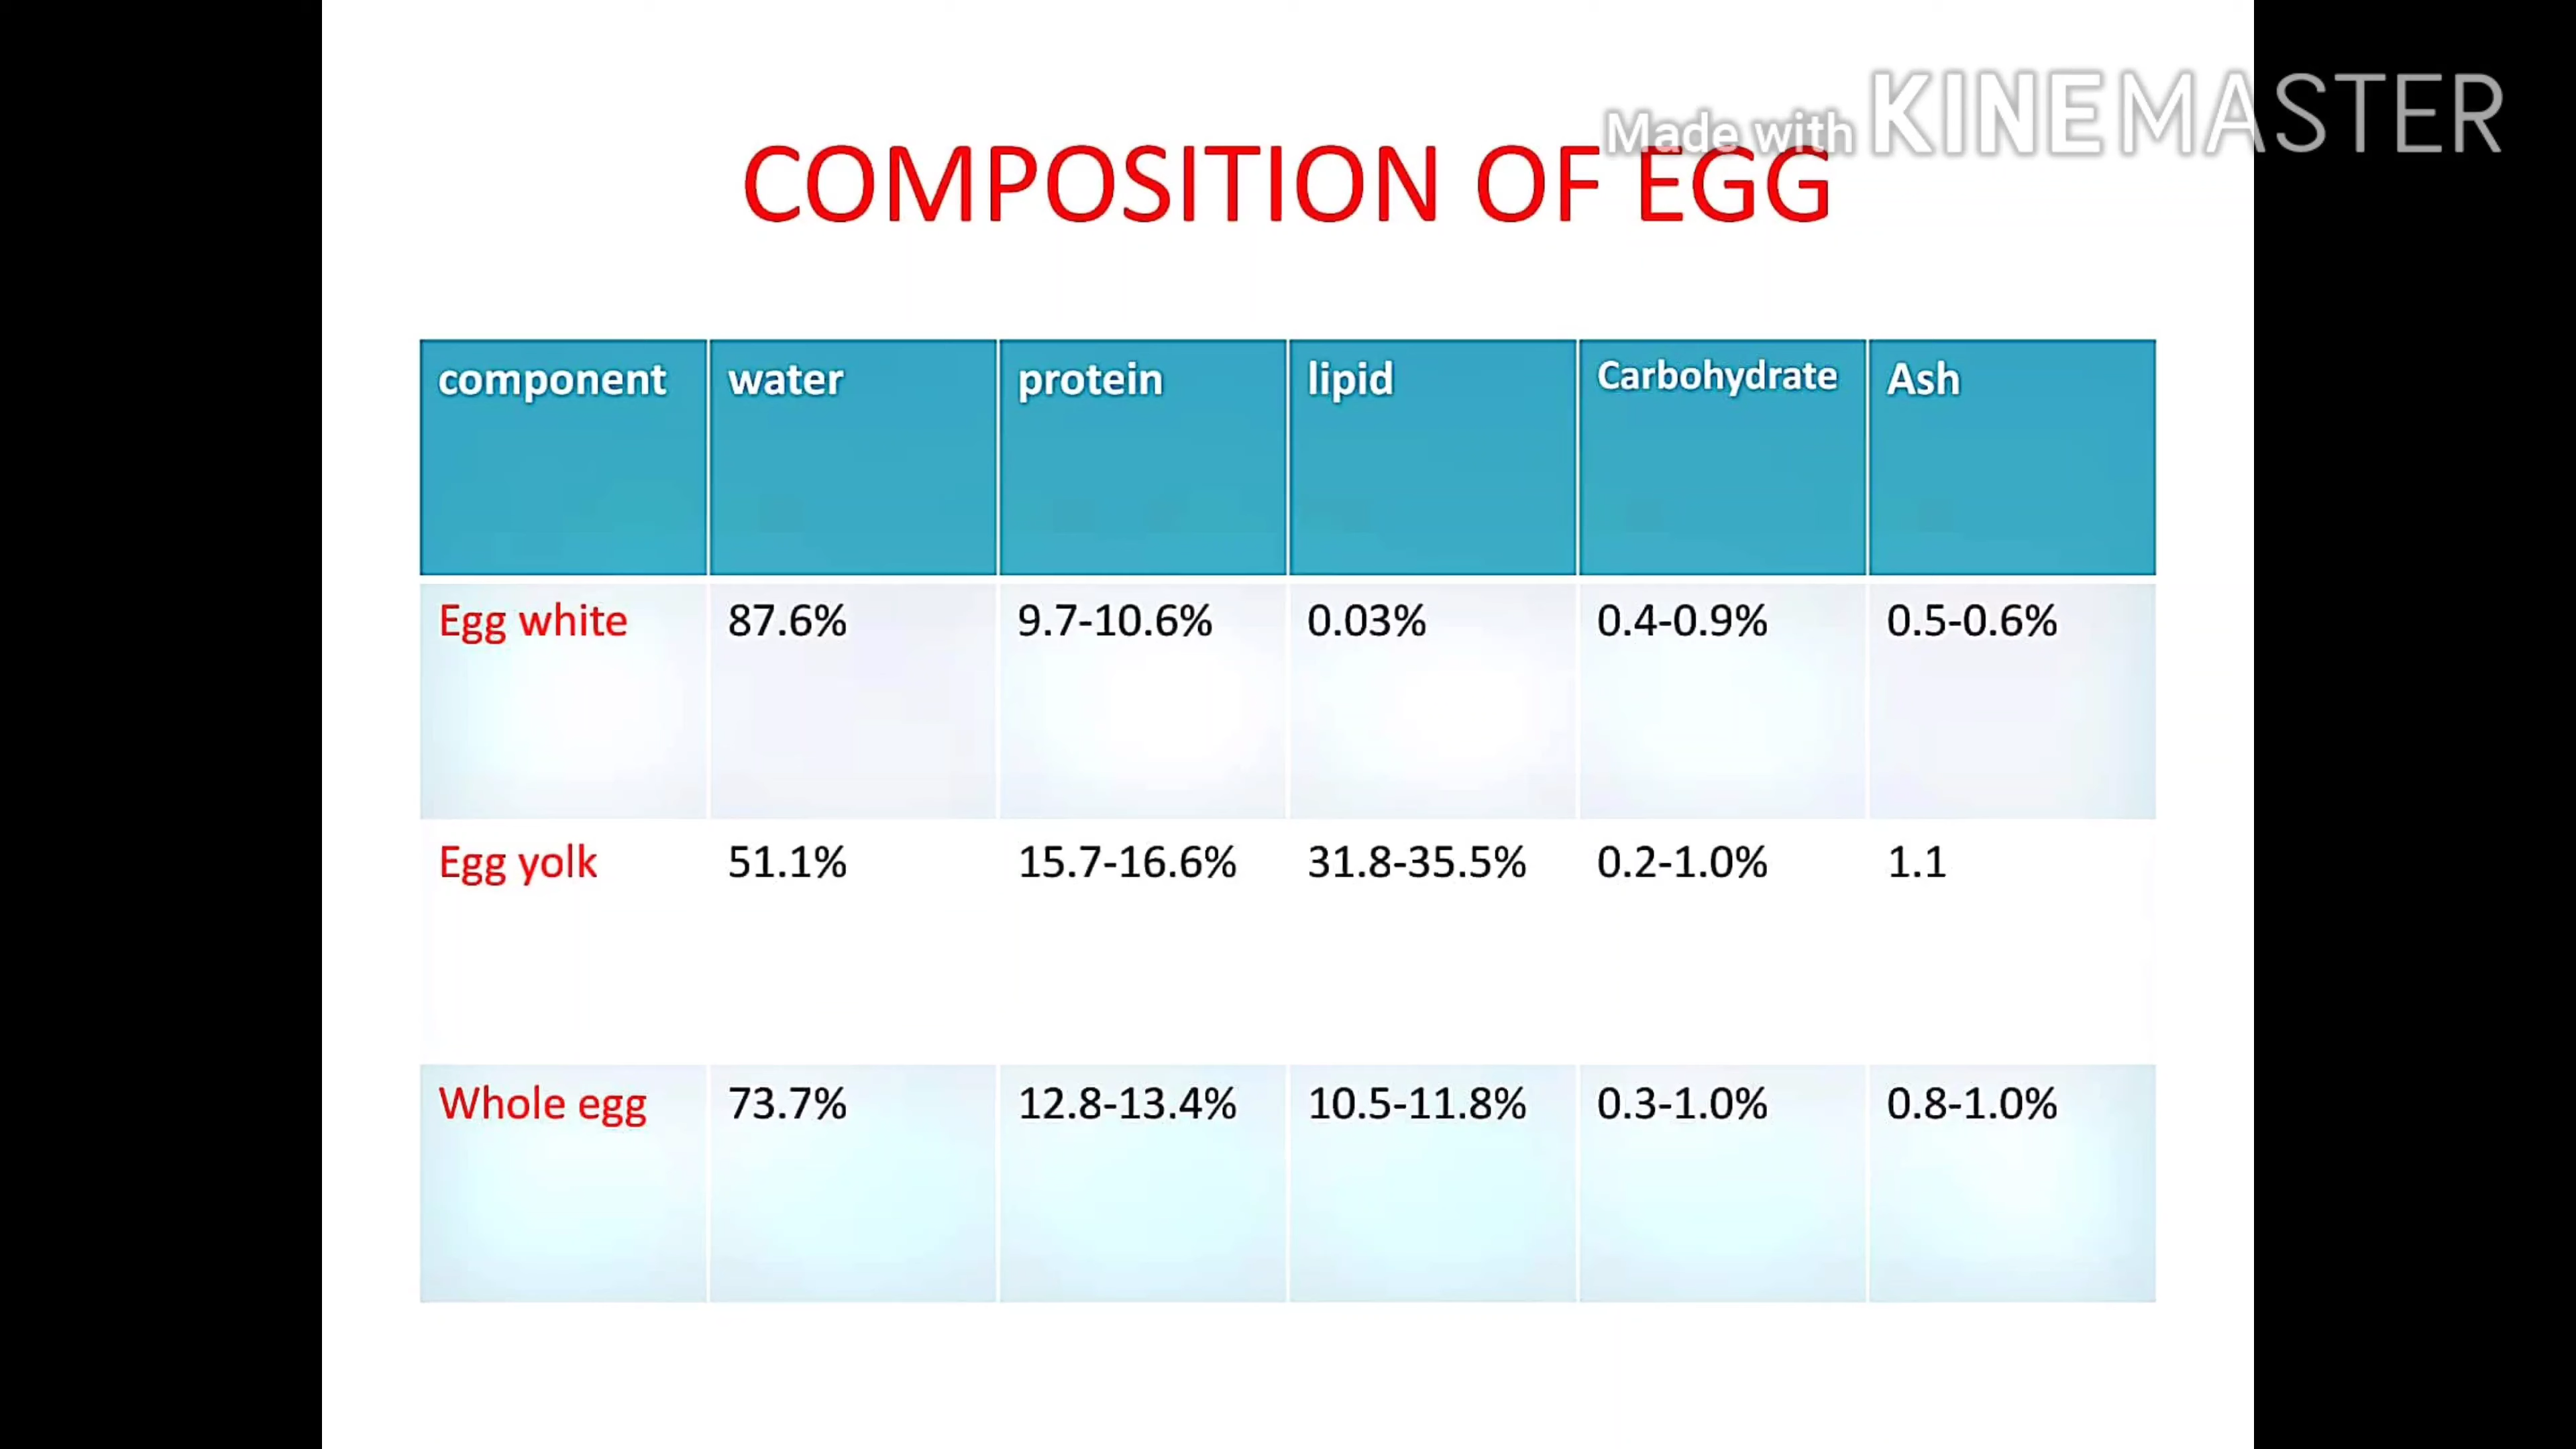 Made with KINEMASTER
COMPOSITION OF EGG
component water protein lipid Carbohydrate Ash
Egg white 87.6% 9.7-10.6% 0.03% 0.4-0.9% 0.5-0.6%
Egg yolk 51.1% 15.7-16.6% 31.8-35.5% 0.2-1.0% 1.1
Whole egg 73.7% 12.8-13.4% 10.5-11.8% 0.3-1.0% 0.8-1.0%